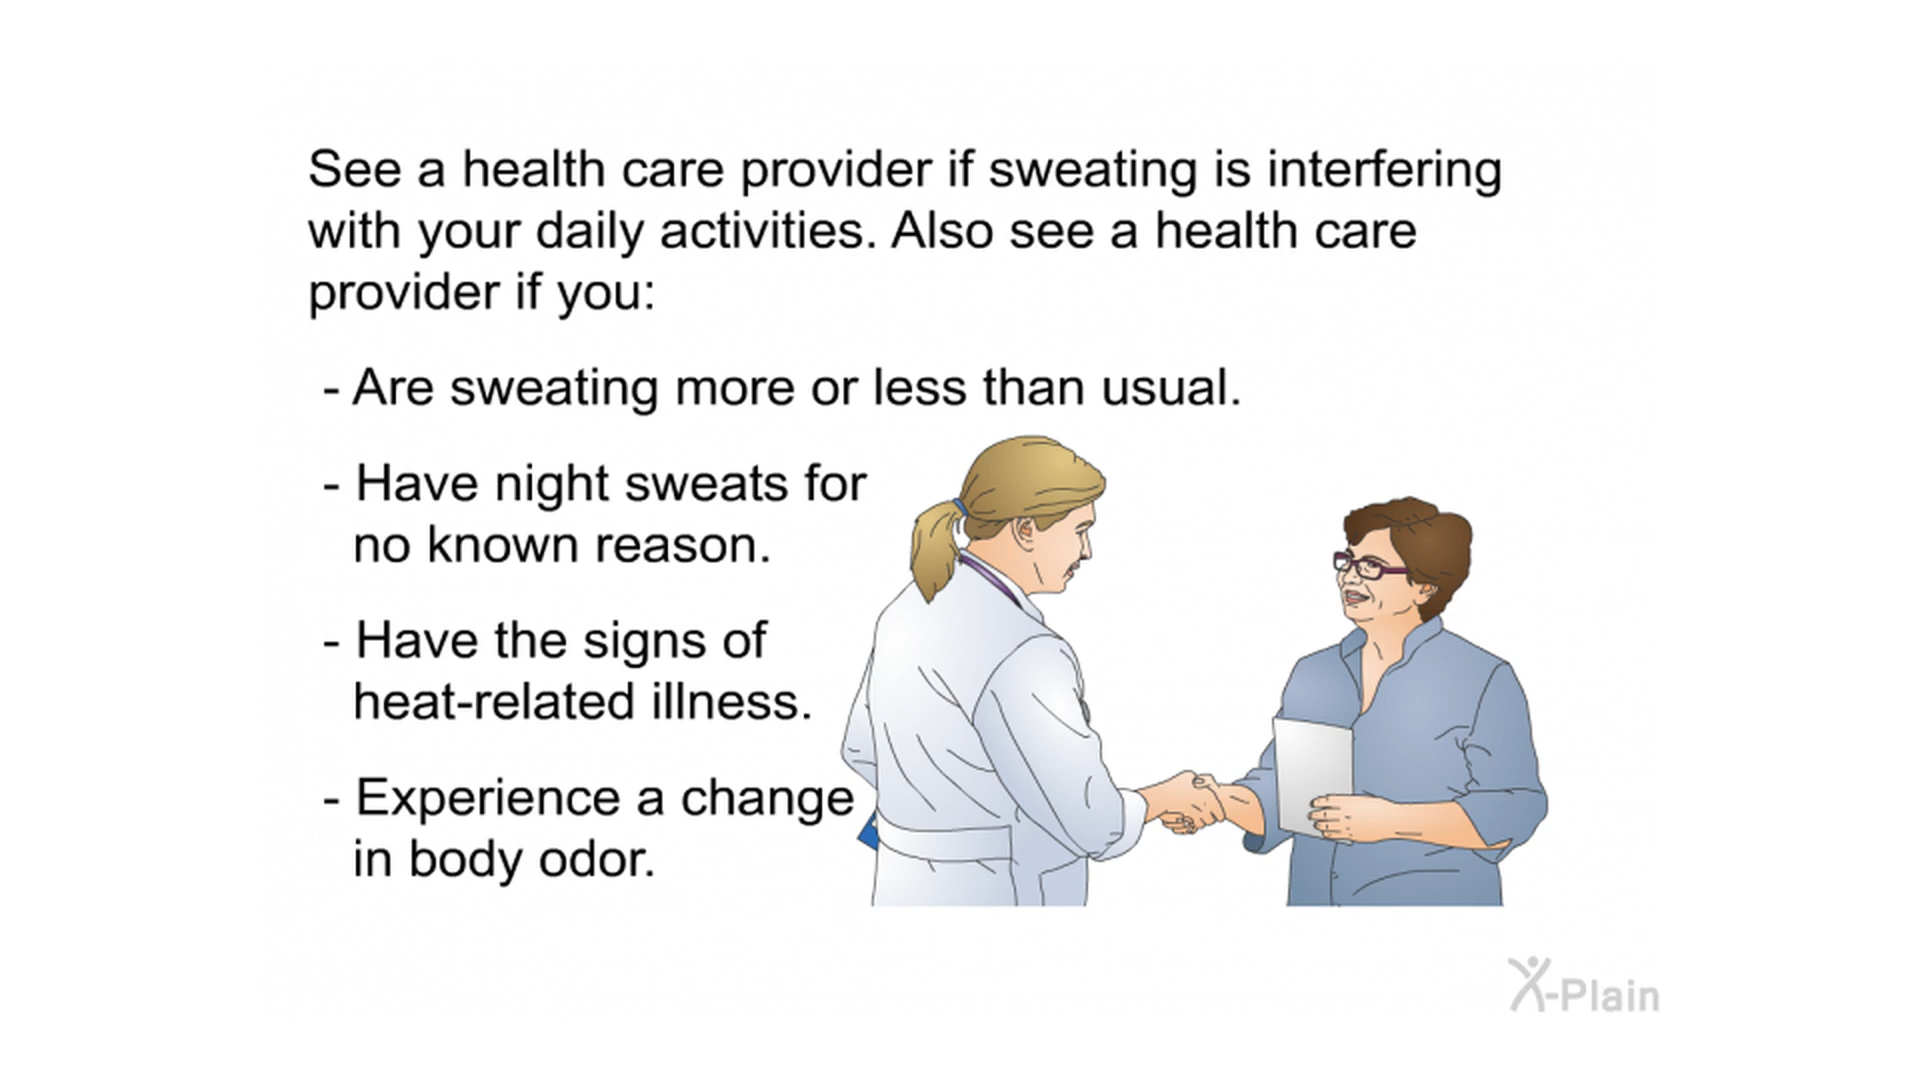 See a health care provider if sweating is interfering
with your daily activities. Also see a health care
provider if you:
- Are sweating more or less than usual.
- Have night sweats for
no known reason.
- Have the signs of
heat-related illness.
- Experience a change
in body odor.
X-Plain